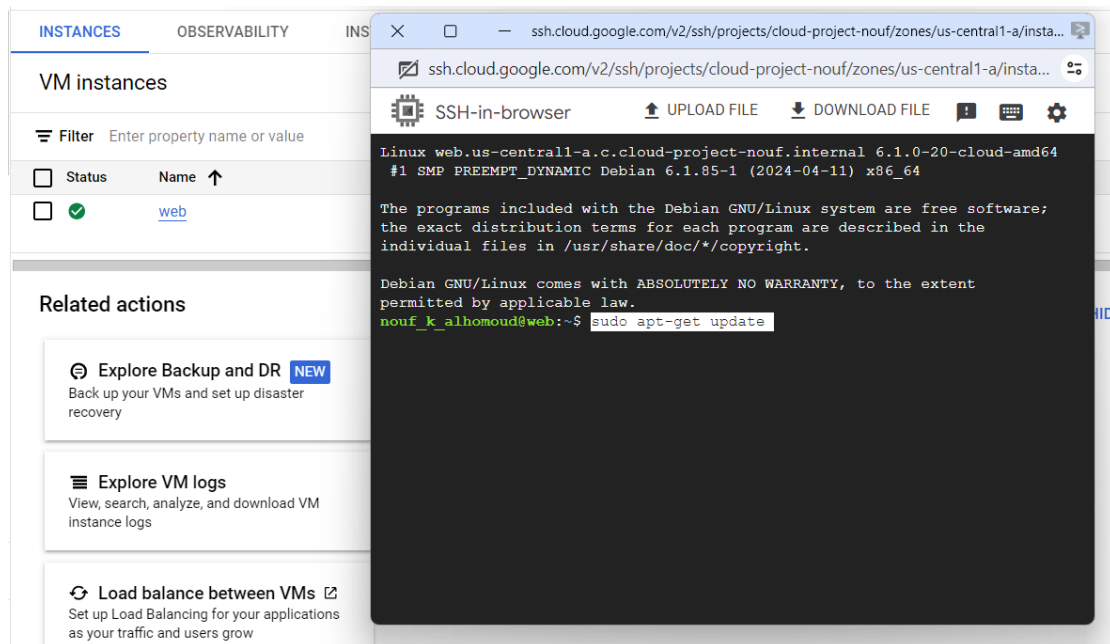 INSTANCES
OBSERVABILITY
INS
VM instances
Filter Enter property name or value
Status Name
web
Related actions
Explore Backup and DR NEW
Back up your VMs and set up disaster
recovery
Explore VM logs
View, search, analyze, and download VM
instance logs
Load balance between VMs
Set up Load Balancing for your applications
as your traffic and users grow
ssh.cloud.google.com/v2/ssh/projects/cloud-project-nouf/zones/us-central1-a/insta...
ssh.cloud.google.com/v2/ssh/projects/cloud-project-nouf/zones/us-central1-a/insta...
SSH-in-browser
UPLOAD FILE
DOWNLOAD FILE
Linux web.us-central1-a.c.cloud-project-nouf.internal 6.1.0-20-cloud-amd64
#1 SMP PREEMPT_DYNAMIC Debian 6.1.85-1 (2024-04-11) x86_64
The programs included with the Debian GNU/Linux system are free software;
the exact distribution terms for each program are described in the
individual files in /usr/share/doc/*/copyright.
Debian GNU/Linux comes with ABSOLUTELY NO WARRANTY, to the extent
permitted by applicable law.
nouf_k_alhomoud@web:~$ sudo apt-get update